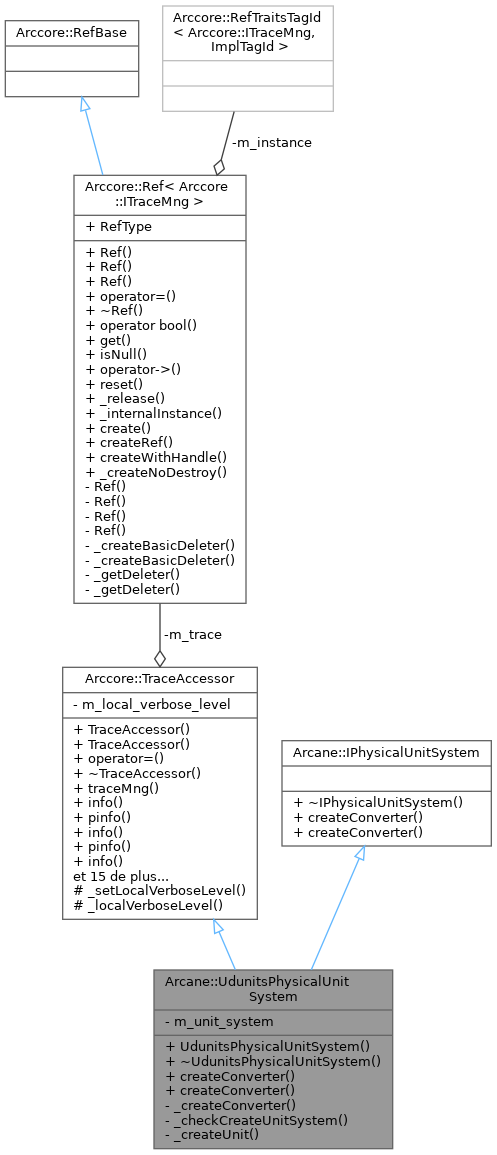 Arccore::RefBase
Arccore::RefTraitsTagId
< Arccore::ITraceMng,
ImplTagId >
-m_instance
Arccore::Ref< Arccore
::ITraceMng >
+ RefType
+ Ref()
+ Ref()
+ Ref()
+ operator=()
+ ~Ref()
+ operator bool()
+ get()
+ isNull()
+ operator->()
+ reset()
+ _release()
+ _internalInstance()
+ create()
+ createRef()
+ createWithHandle()
+ _createNoDestroy()
- Ref()
- Ref()
- Ref()
- Ref()
- _createBasicDeleter()
- _createBasicDeleter()
- _getDeleter()
- _getDeleter()
-m_trace
Arccore::TraceAccessor
- m_local_verbose_level
+ TraceAccessor()
+ TraceAccessor()
+ operator=()
+ ~TraceAccessor()
+ traceMng()
+ info()
+ pinfo()
+ info()
+ pinfo()
+ info()
et 15 de plus...
# _setLocalVerboseLevel()
# _localVerboseLevel()
Arcane::IPhysicalUnitSystem
+ ~IPhysicalUnitSystem()
+ createConverter()
+ createConverter()
Arcane::UdunitsPhysicalUnit
System
- m_unit_system
+ UdunitsPhysicalUnitSystem()
+ ~UdunitsPhysicalUnitSystem()
+ createConverter()
+ createConverter()
- _createConverter()
- _checkCreateUnitSystem()
- _createUnit()